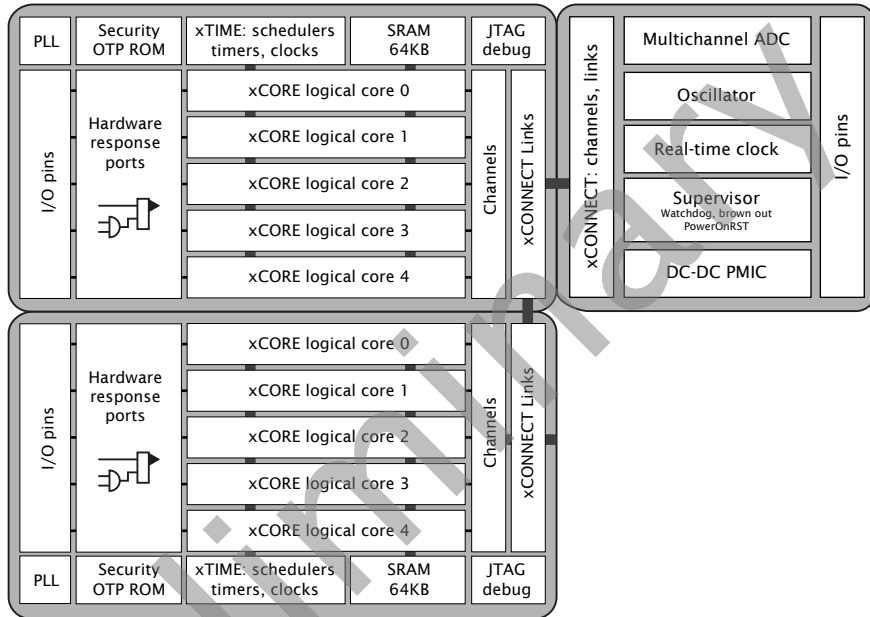 PLL
Security
OTP ROM
xTIME: schedulers
timers, clocks
SRAM
64KB
JTAG
debug
I/O pins
Hardware
response
ports
xCORE logical core 0
xCORE logical core 1
xCORE logical core 2
xCORE logical core 3
xCORE logical core 4
Channels
xCONNECT Links
xCONNECT: channels, links
Multichannel ADC
Oscillator
Real-time clock
Supervisor
Watchdog, brown out
PowerOnRST
DC-DC PMIC
I/O pins
I/O pins
Hardware
response
ports
xCORE logical core 0
xCORE logical core 1
xCORE logical core 2
xCORE logical core 3
xCORE logical core 4
Channels
xCONNECT Links
PLL
Security
OTP ROM
xTIME: schedulers
timers, clocks
SRAM
64KB
JTAG
debug
liminary